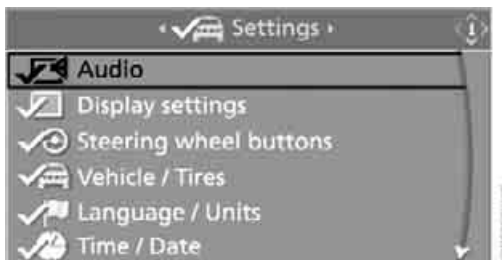 Settings
Audio
Display settings
Steering wheel buttons
Vehicle / Tires
Language / Units
Time / Date